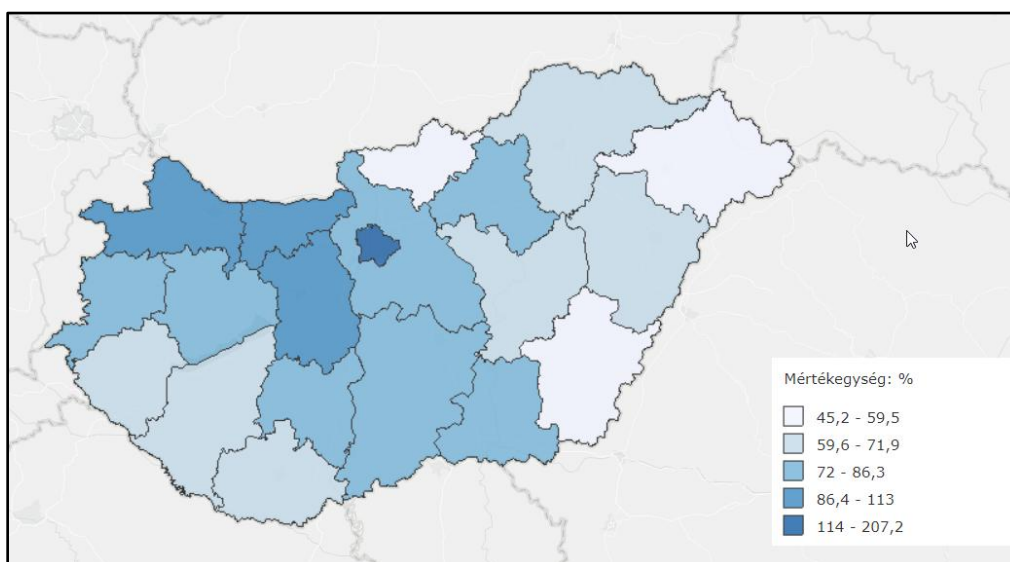 Mértékegység: %
45,2 - 59,5
59,6 - 71,9
72 - 86,3
86,4 - 113
114 - 207,2